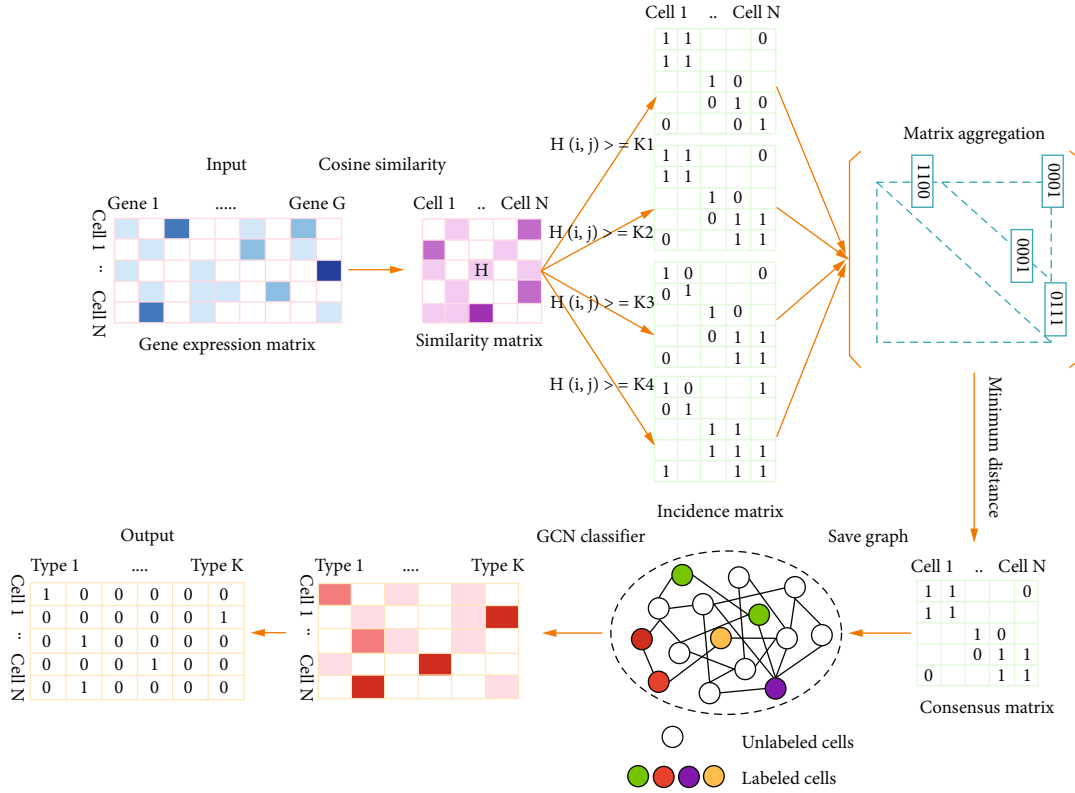 Input
Cosine similarity
Gene 1 ..... Gene G
Cell 1 .. Cell N
Gene expression matrix
Cell 1 .. Cell N
H
Similarity matrix
H (i, j) > = K1
H (i, j) > = K2
H (i, j) > = K3
H (i, j) > = K4
Cell 1 .. Cell N
1 1 0
1 1
1 0
0 1 0
0 0 1
1 1 0
1 1
1 0
0 1 1
0 1 1
1 0 0
0 1
1 0
0 1 1
0 1 1
1 0 1
0 1
1 1
1 1 1
1 1 1
Incidence matrix
Matrix aggregation
1100
0001
0001
0111
Minimum distance
Save graph
Cell 1 .. Cell N
1 1 0
1 1
1 0
0 1 1
0 1 1
Consensus matrix
GCN classifier
Unlabeled cells
Labeled cells
Type 1 .... Type K
Cell 1 .. Cell N
Output
Type 1 .... Type K
Cell 1 .. Cell N
1 0 0 0 0 0
0 0 0 0 0 1
0 1 0 0 0 0
0 0 0 1 0 0
0 1 0 0 0 0